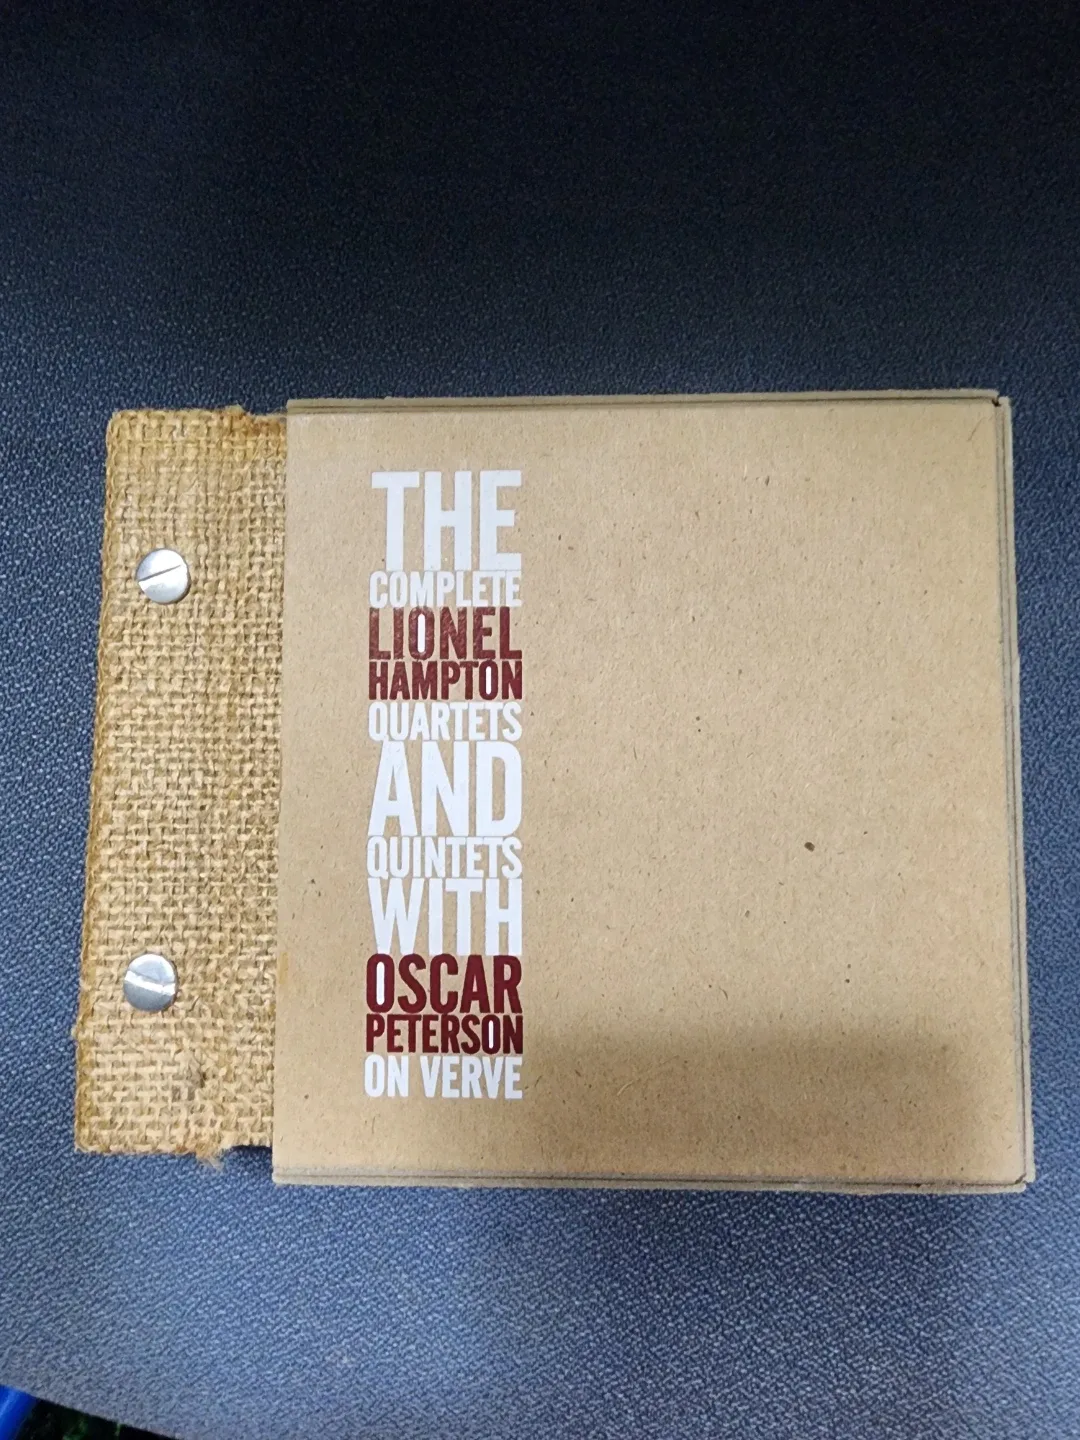 THE
COMPLETE
LIONEL
HAMPTON
QUARTETS
AND
QUINTETS
WITH
OSCAR
PETERSON
ON VERVE